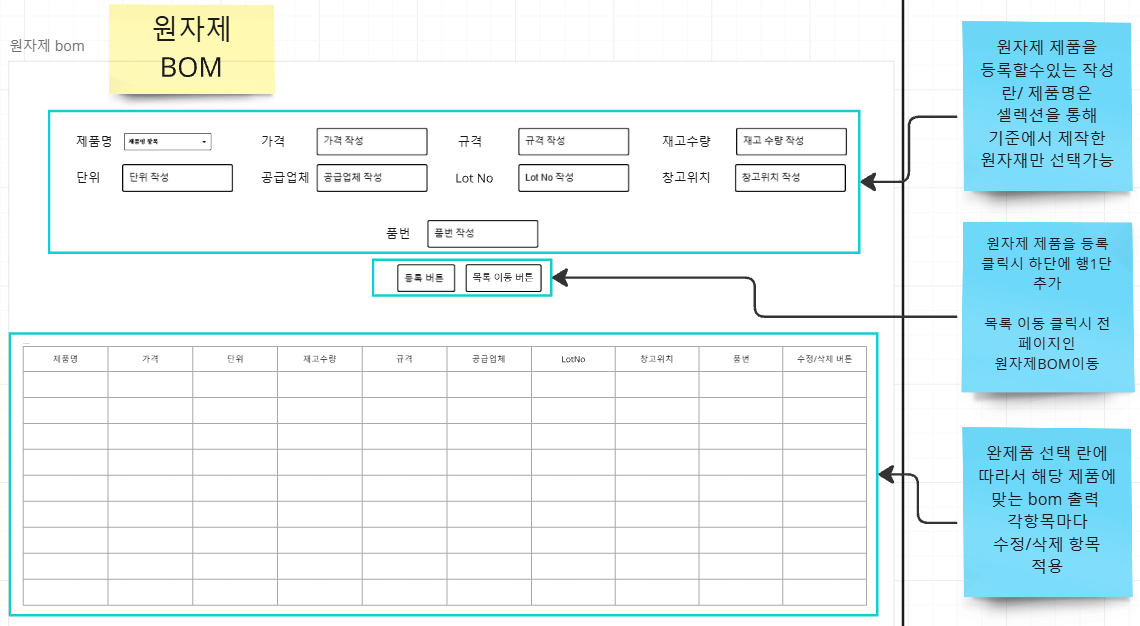 원자제 bom
원자제
BOM
제품명
제품명 항목
가격
가격 작성
규격
규격 작성
재고수량
재고 수량 작성
단위
단위 작성
공급업체
공급업체 작성
Lot No
Lot No 작성
창고위치
창고위치 작성
품번
품번 작성
등록 버튼
목록 이동 버튼
제품명
가격
단위
재고수량
규격
공급업체
LotNo
창고위치
품번
수정/삭제 버튼
원자제 제품을
등록할수있는 작성
란/ 제품명은
셀렉션을 통해
기준에서 제작한
원자재만 선택가능
원자제 제품을 등록
클릭시 하단에 행1단
추가
목록 이동 클릭시 전
페이지인
원자제BOM이동
완제품 선택 란에
따라서 해당 제품에
맞는 bom 출력
각항목마다
수정/삭제 항목
적용